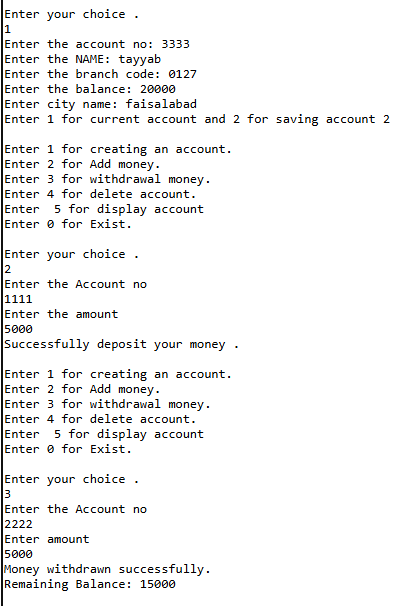 Enter your choice .
1
Enter the account no: 3333
Enter the NAME: tayyab
Enter the branch code: 0127
Enter the balance: 20000
Enter city name: faisalabad
Enter 1 for current account and 2 for saving account 2
Enter 1 for creating an account.
Enter 2 for Add money.
Enter 3 for withdrawal money.
Enter 4 for delete account.
Enter  5 for display account
Enter 0 for Exist.
Enter your choice .
2
Enter the Account no
1111
Enter the amount
5000
Successfully deposit your money .
Enter 1 for creating an account.
Enter 2 for Add money.
Enter 3 for withdrawal money.
Enter 4 for delete account.
Enter  5 for display account
Enter 0 for Exist.
Enter your choice .
3
Enter the Account no
2222
Enter amount
5000
Money withdrawn successfully.
Remaining Balance: 15000